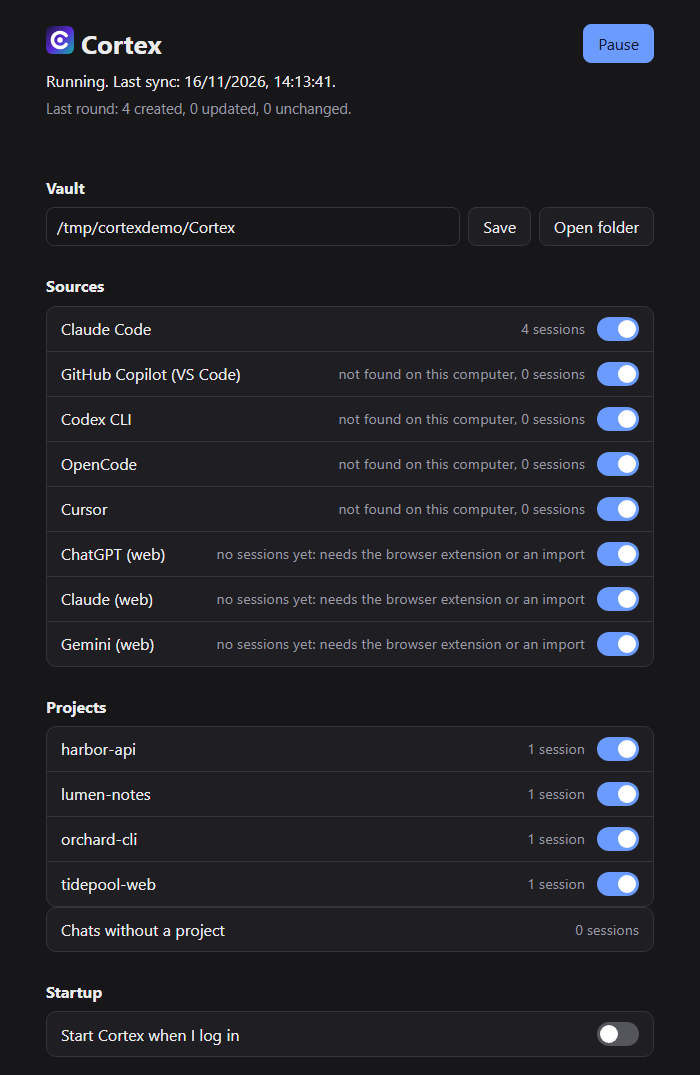 Cortex
Pause
Running. Last sync: 16/11/2026, 14:13:41.
Last round: 4 created, 0 updated, 0 unchanged.
Vault
/tmp/cortexdemo/Cortex
Save
Open folder
Sources
Claude Code 4 sessions
GitHub Copilot (VS Code) not found on this computer, 0 sessions
Codex CLI not found on this computer, 0 sessions
OpenCode not found on this computer, 0 sessions
Cursor not found on this computer, 0 sessions
ChatGPT (web) no sessions yet: needs the browser extension or an import
Claude (web) no sessions yet: needs the browser extension or an import
Gemini (web) no sessions yet: needs the browser extension or an import
Projects
harbor-api 1 session
lumen-notes 1 session
orchard-cli 1 session
tidepool-web 1 session
Chats without a project 0 sessions
Startup
Start Cortex when I log in